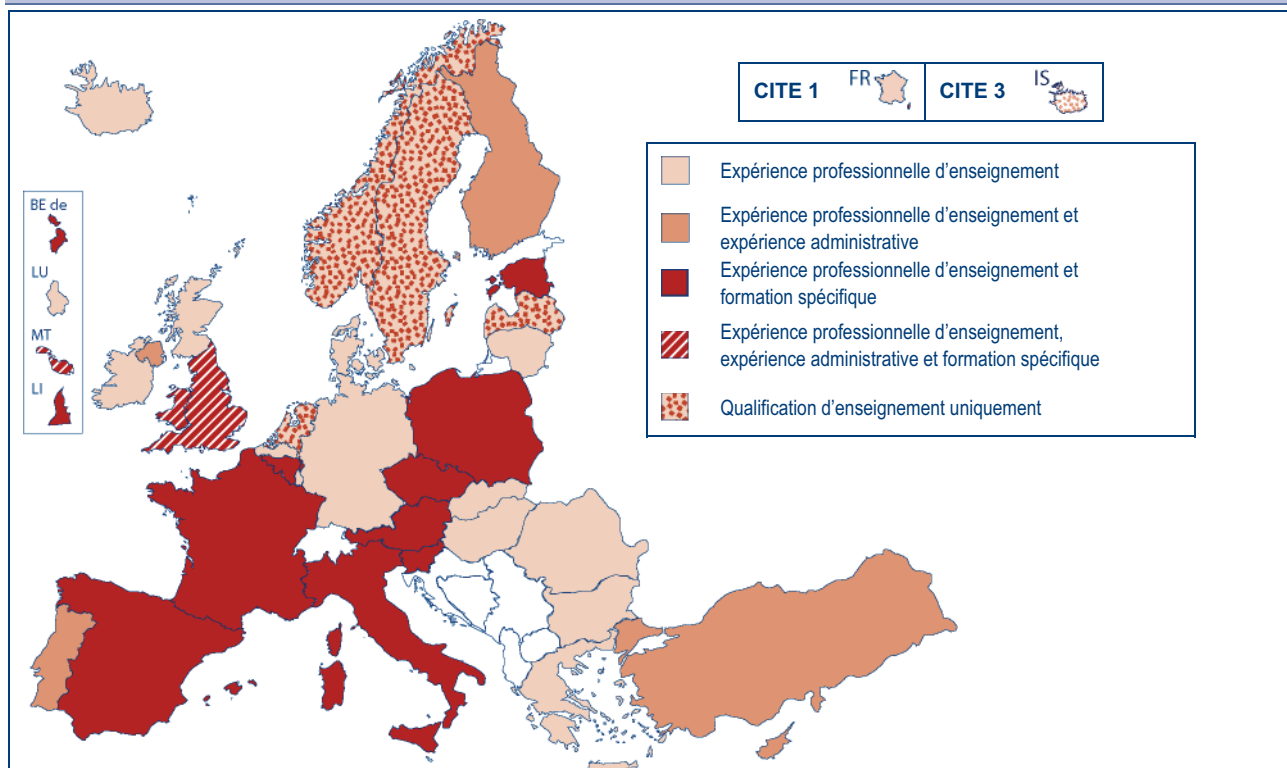 CITE 1
FR
CITE 3
IS
Expérience professionnelle d'enseignement
Expérience professionnelle d'enseignement et
expérience administrative
Expérience professionnelle d'enseignement et
formation spécifique
Expérience professionnelle d'enseignement,
expérience administrative et formation spécifique
Qualification d'enseignement uniquement
BE de
LU
MT
LI